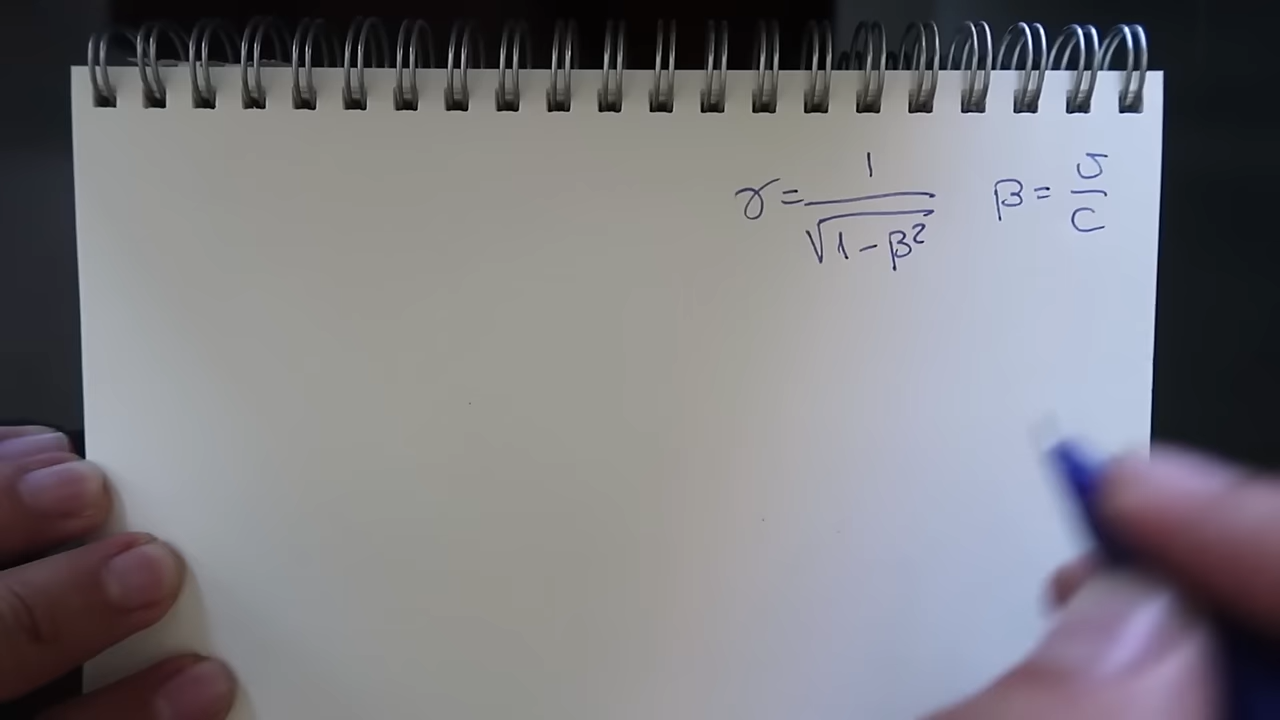 γ = 1/√(1-β²)   β = υ/c